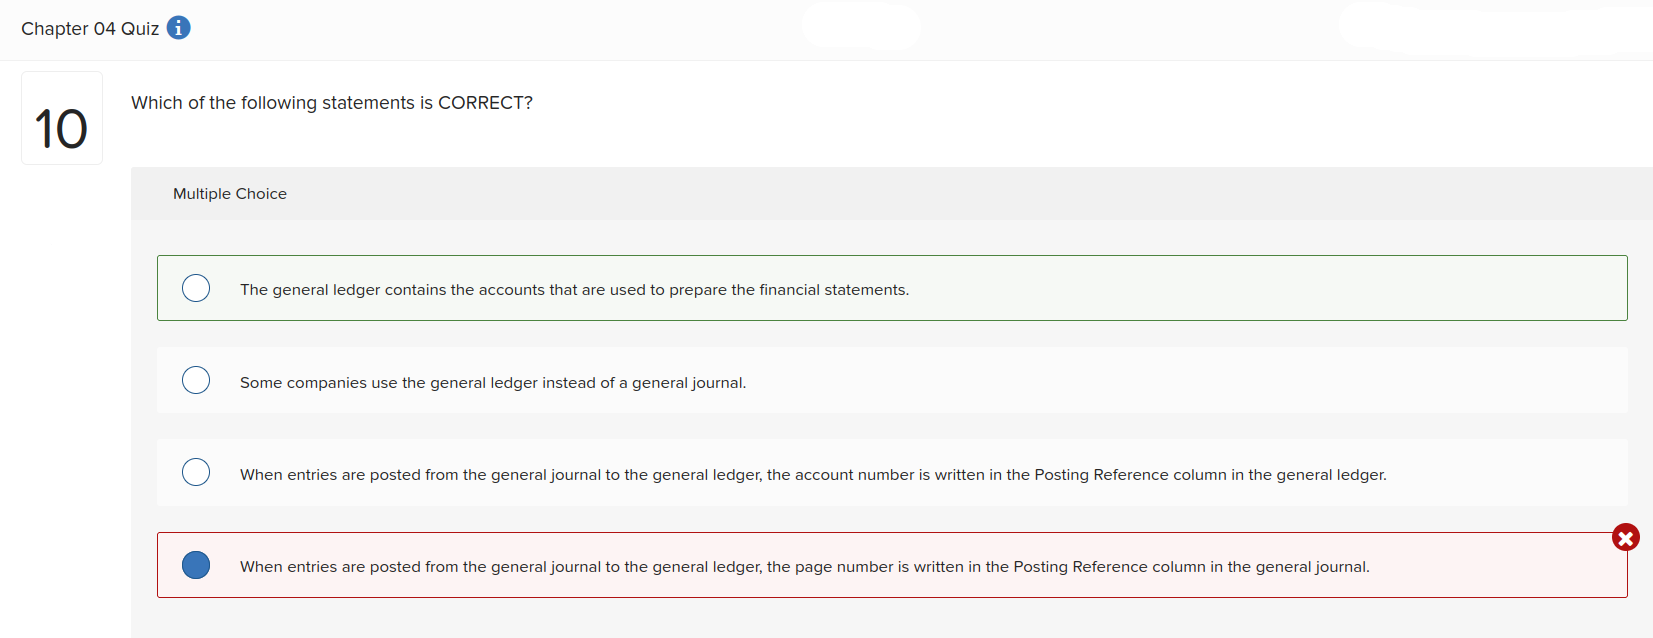 Chapter 04 Quiz i
10
Which of the following statements is CORRECT?
Multiple Choice
The general ledger contains the accounts that are used to prepare the financial statements.
Some companies use the general ledger instead of a general journal.
When entries are posted from the general journal to the general ledger, the account number is written in the Posting Reference column in the general ledger.
When entries are posted from the general journal to the general ledger, the page number is written in the Posting Reference column in the general journal.